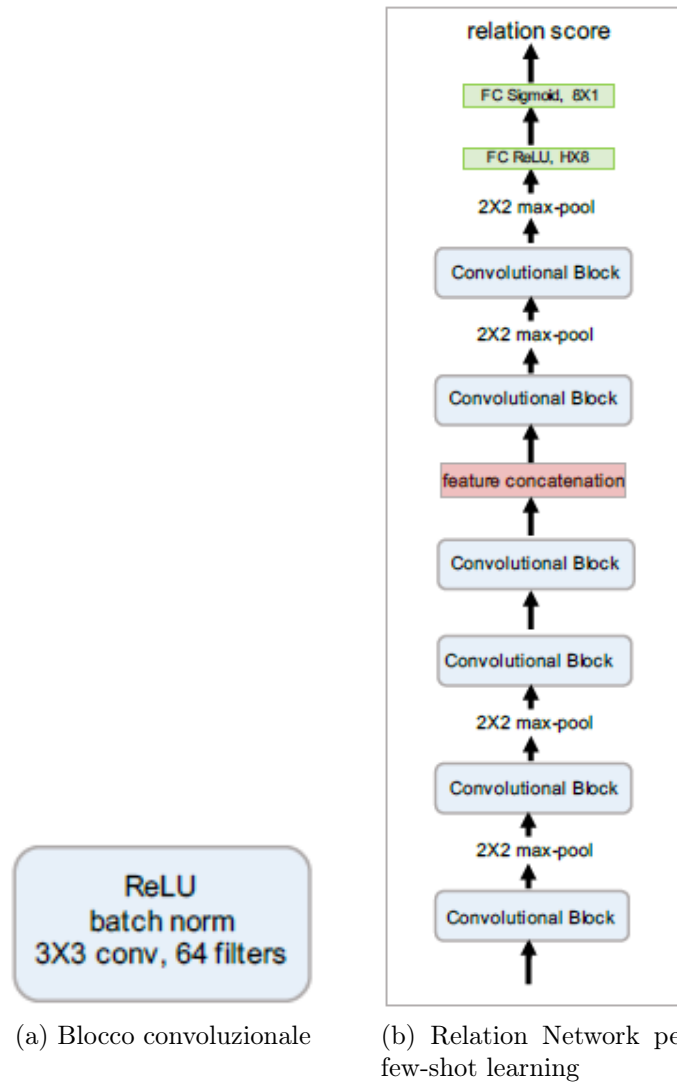 relation score
FC Sigmoid, 8X1
FC ReLU, HX8
2X2 max-pool
Convolutional Block
2X2 max-pool
Convolutional Block
feature concatenation
Convolutional Block
Convolutional Block
2X2 max-pool
Convolutional Block
2X2 max-pool
Convolutional Block
ReLU
batch norm
3X3 conv, 64 filters
(a) Blocco convoluzionale
(b) Relation Network pe
few-shot learning